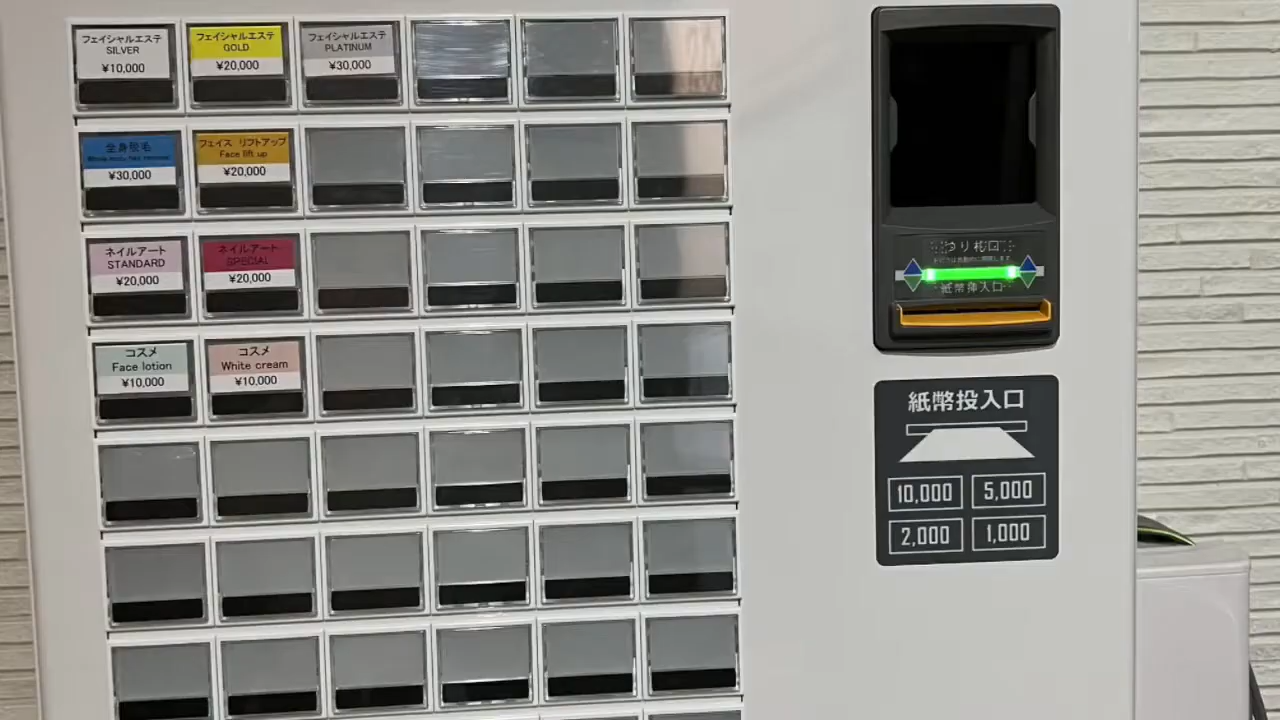 フェイシャルエステ
SILVER
¥10,000
フェイシャルエステ
GOLD
¥20,000
フェイシャルエステ
PLATINUM
¥30,000
全身脱毛
Whole body hair removal
¥30,000
フェイス リフトアップ
Face lift up
¥20,000
ネイルアート
STANDARD
¥20,000
ネイルアート
SPECIAL
¥20,000
コスメ
Face lotion
¥10,000
コスメ
White cream
¥10,000
紙幣挿入口
紙幣投入口
10,000
5,000
2,000
1,000